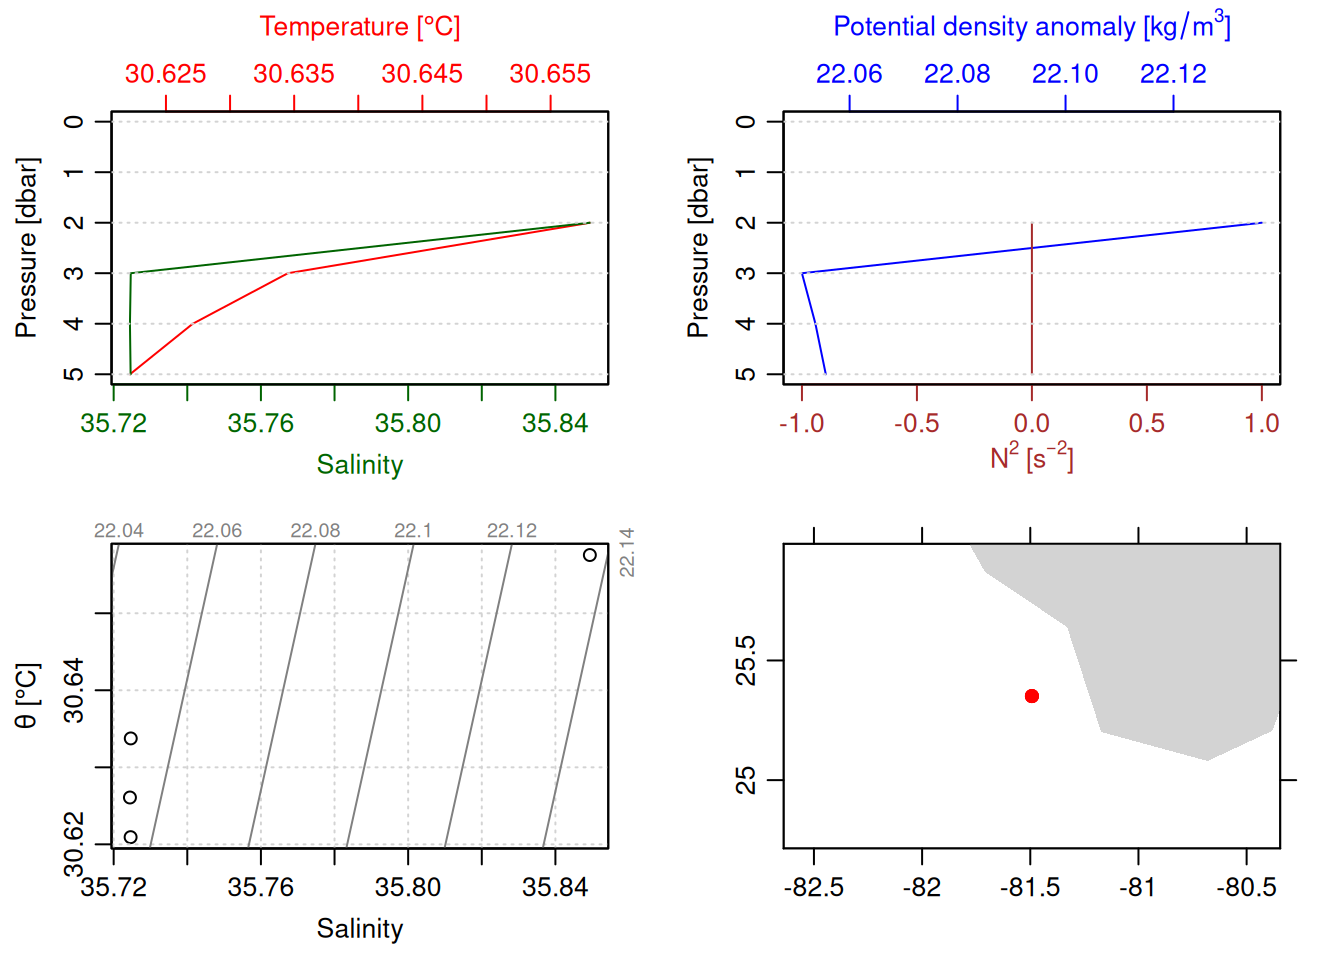 Temperature [°C]
30.625 30.635 30.645 30.655
0
1
2
3
4
5
Pressure [dbar]
35.72 35.76 35.80 35.84
Salinity
Potential density anomaly [kg/m³]
22.06 22.08 22.10 22.12
0
1
2
3
4
5
Pressure [dbar]
-1.0 -0.5 0.0 0.5 1.0
N² [s⁻²]
22.04 22.06 22.08 22.1 22.12
22.14
30.64
30.62
θ [°C]
35.72 35.76 35.80 35.84
Salinity
25.5
25
-82.5 -82 -81.5 -81 -80.5